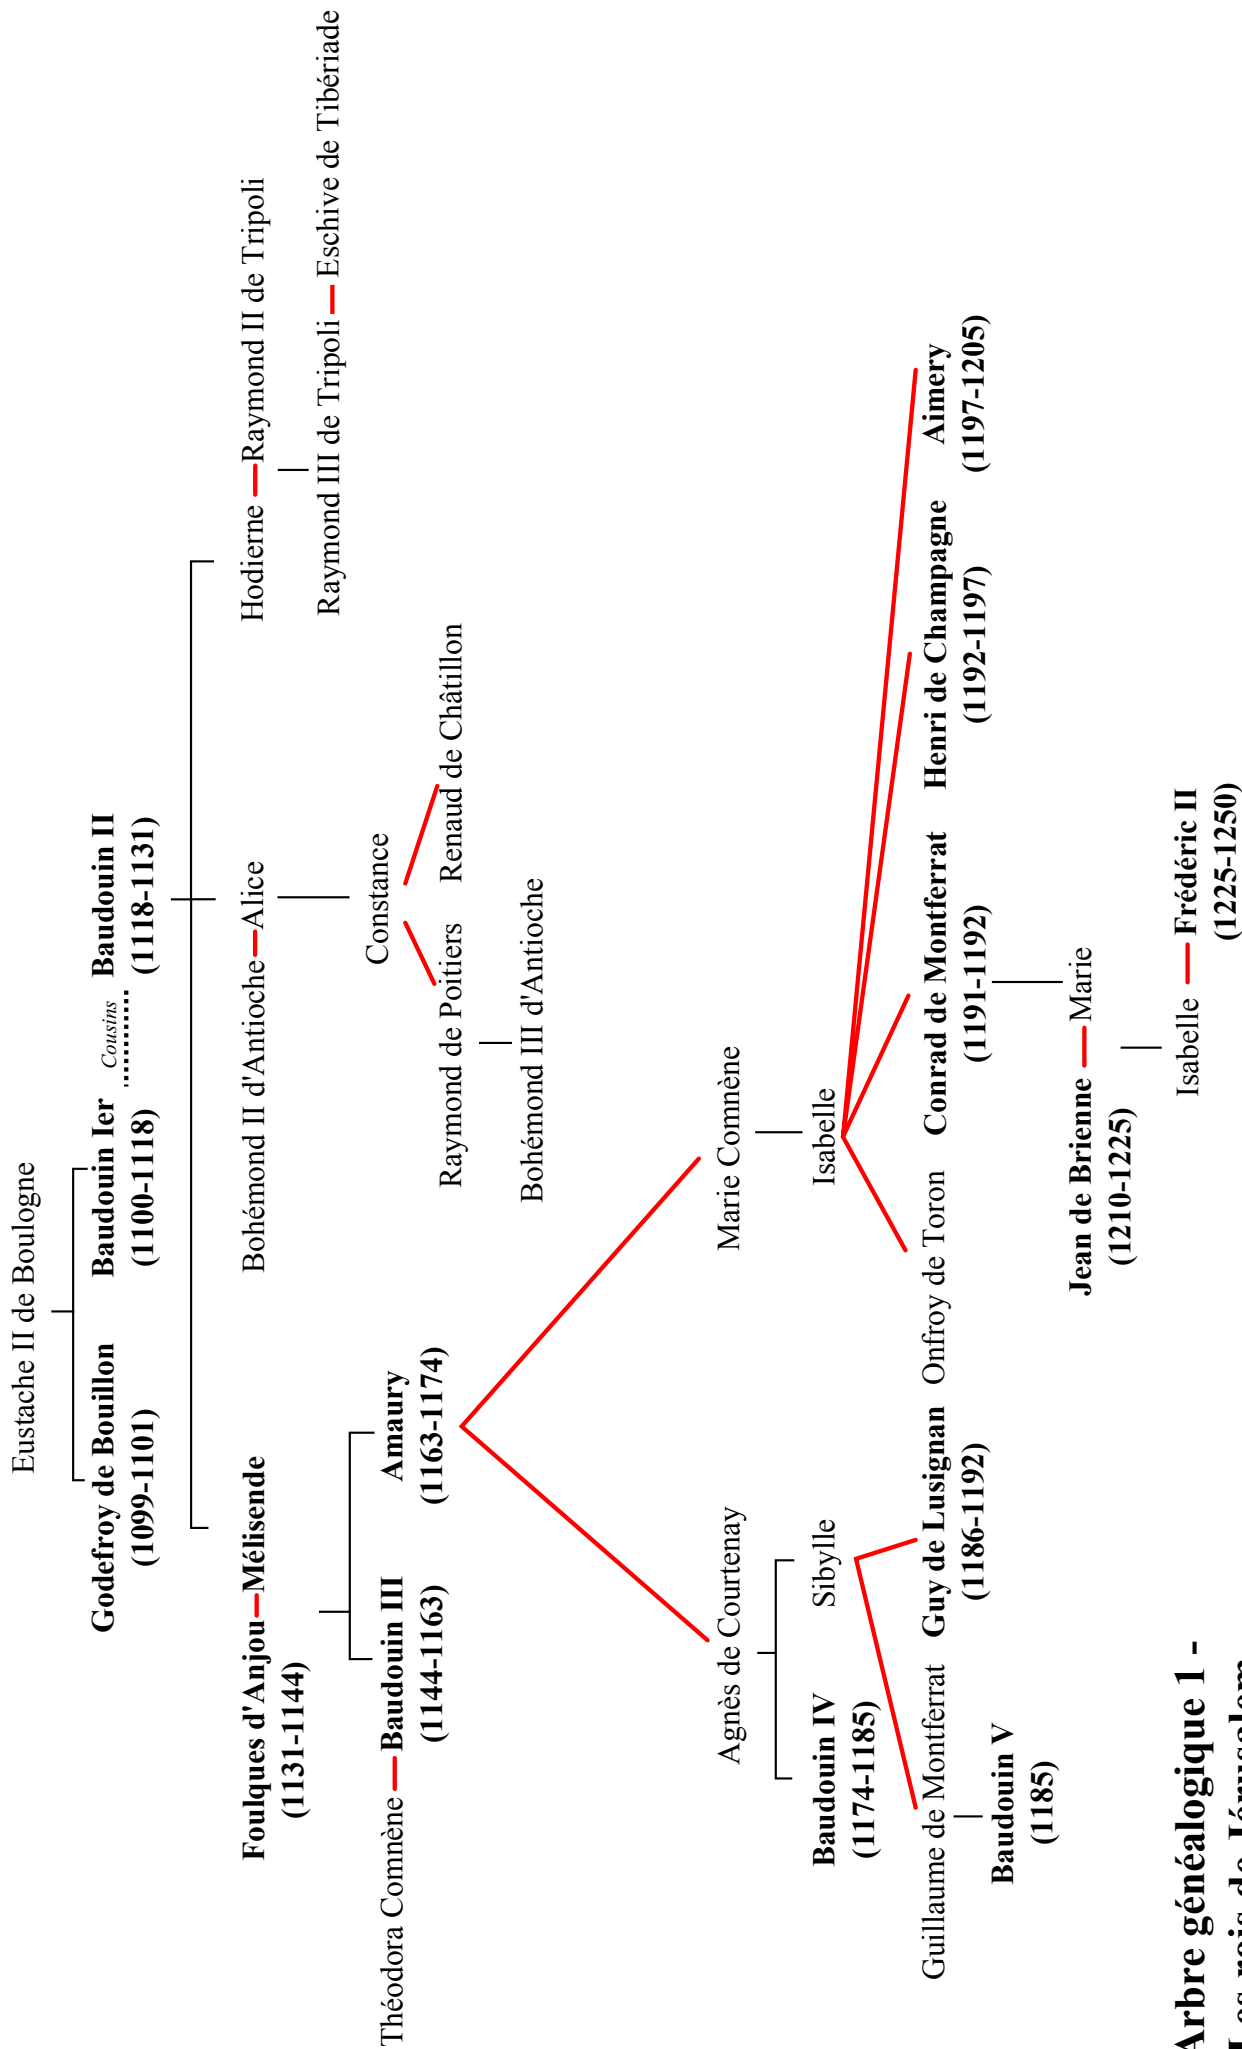 Eustache II de Boulogne
Godefroy de Bouillon
(1099-1101)
Baudouin Ier
(1100-1118)
Cousins
Baudouin II
(1118-1131)
Foulques d'Anjou
Mélisende
(1131-1144)
Bohémond II d'Antioche
Alice
Hodierne
Raymond II de Tripoli
Raymond III de Tripoli
Eschive de Tibériade
Théodora Comnène
Baudouin III
(1144-1163)
Amaury
(1163-1174)
Constance
Raymond de Poitiers
Renaud de Châtillon
Bohémond III d'Antioche
Agnès de Courtenay
Marie Comnène
Baudouin IV
(1174-1185)
Sibylle
Isabelle
Guillaume de Montferrat
Guy de Lusignan
(1186-1192)
Onfroy de Toron
Conrad de Montferrat
(1191-1192)
Henri de Champagne
(1192-1197)
Aimery
(1197-1205)
Baudouin V
(1185)
Jean de Brienne
Marie
(1210-1225)
Isabelle
Frédéric II
(1225-1250)
Arbre généalogique 1 -
Les rois de Jérusalem